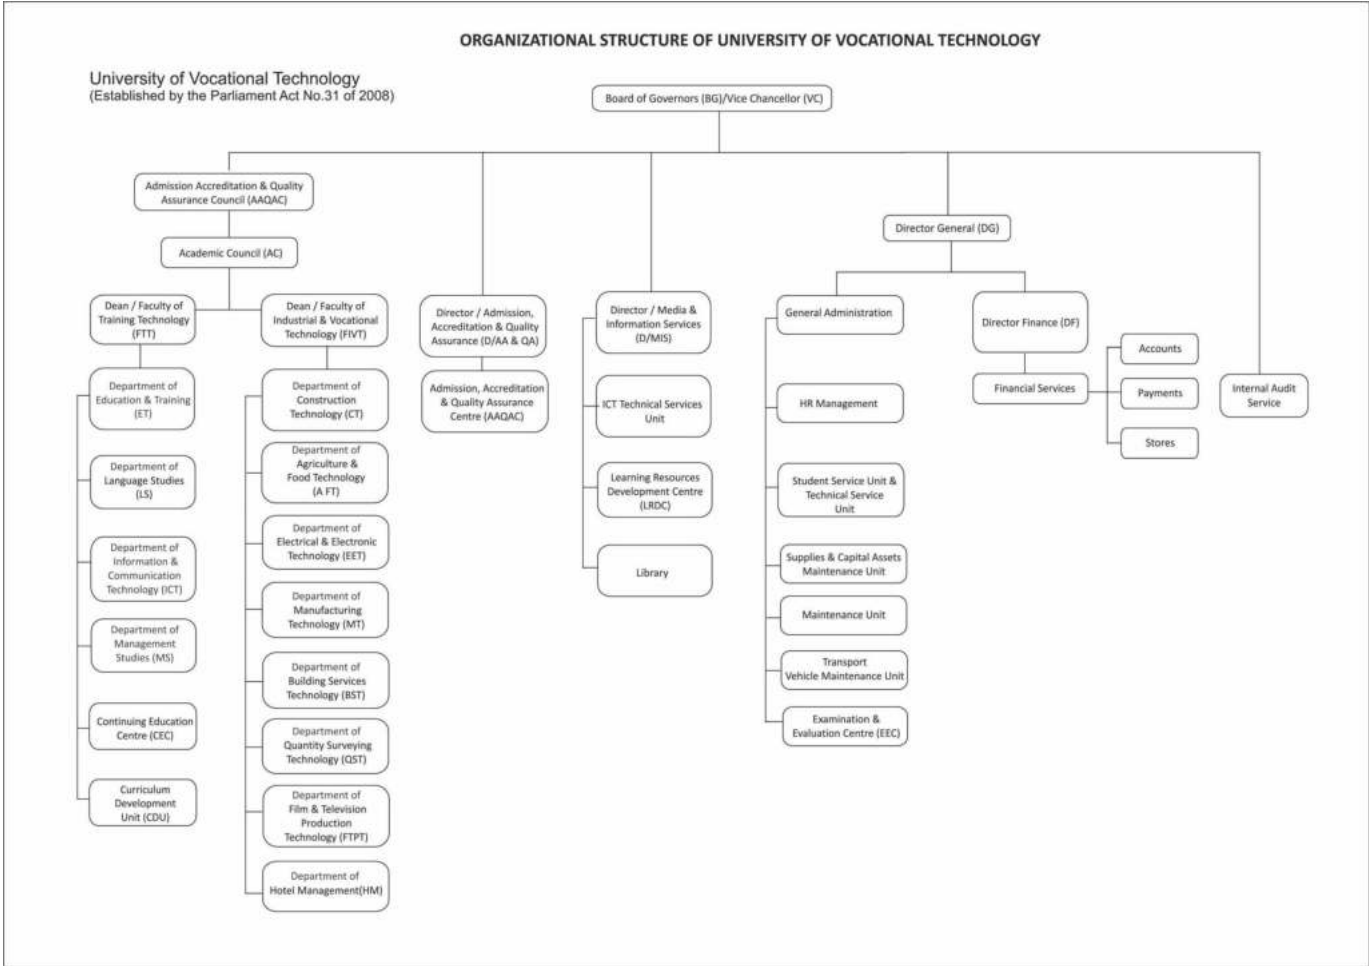 ORGANIZATIONAL STRUCTURE OF UNIVERSITY OF VOCATIONAL TECHNOLOGY
University of Vocational Technology
(Established by the Parliament Act No.31 of 2008)
Board of Governors (BG)/Vice Chancellor (VC)
Admission Accreditation & Quality
Assurance Council (AAQAC)
Academic Council (AC)
Dean / Faculty of
Training Technology
(FTT)
Department of
Education & Training
(ET)
Department of
Language Studies
(LS)
Department of
Information &
Communication
Technology (ICT)
Department of
Management
Studies (MS)
Continuing Education
Centre (CEC)
Curriculum
Development
Unit (CDU)
Dean / Faculty of
Industrial & Vocational
Technology (FIVT)
Department of
Construction
Technology (CT)
Department of
Agriculture &
Food Technology
(A FT)
Department of
Electrical & Electronic
Technology (EET)
Department of
Manufacturing
Technology (MT)
Department of
Building Services
Technology (BST)
Department of
Quantity Surveying
Technology (QST)
Department of
Film & Television
Production
Technology (FTPT)
Department of
Hotel Management(HM)
Director / Admission,
Accreditation & Quality
Assurance (D/AA & QA)
Admission, Accreditation
& Quality Assurance
Centre (AAQAC)
Director / Media &
Information Services
(D/MIS)
ICT Technical Services
Unit
Learning Resources
Development Centre
(LRDC)
Library
Director General (DG)
General Administration
HR Management
Student Service Unit &
Technical Service
Unit
Supplies & Capital Assets
Maintenance Unit
Maintenance Unit
Transport
Vehicle Maintenance Unit
Examination &
Evaluation Centre (EEC)
Director Finance (DF)
Financial Services
Accounts
Payments
Stores
Internal Audit
Service